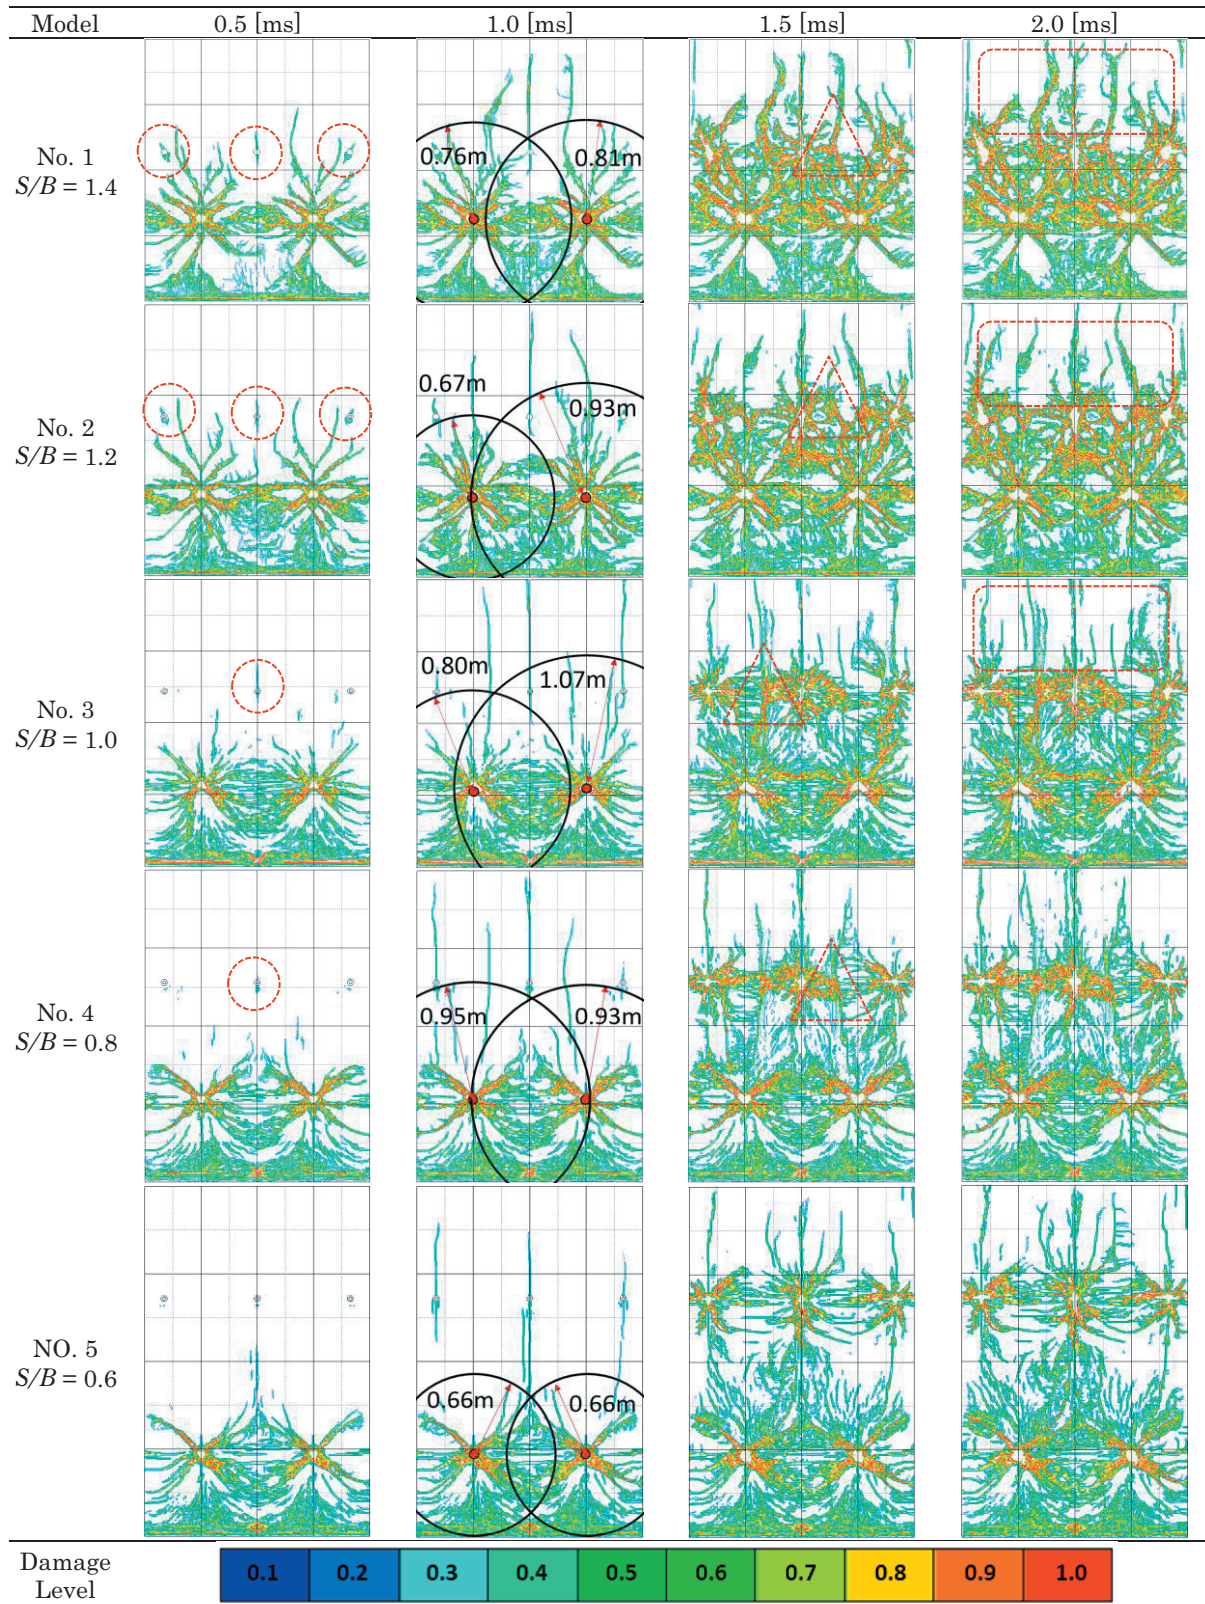 Model 0.5 [ms] 1.0 [ms] 1.5 [ms] 2.0 [ms]
No. 1
S/B = 1.4
0.76m 0.81m
No. 2
S/B = 1.2
0.67m
0.93m
No. 3
S/B = 1.0
0.80m
1.07m
No. 4
S/B = 0.8
0.95m 0.93m
NO. 5
S/B = 0.6
0.66m 0.66m
Damage
Level
0.1 0.2 0.3 0.4 0.5 0.6 0.7 0.8 0.9 1.0